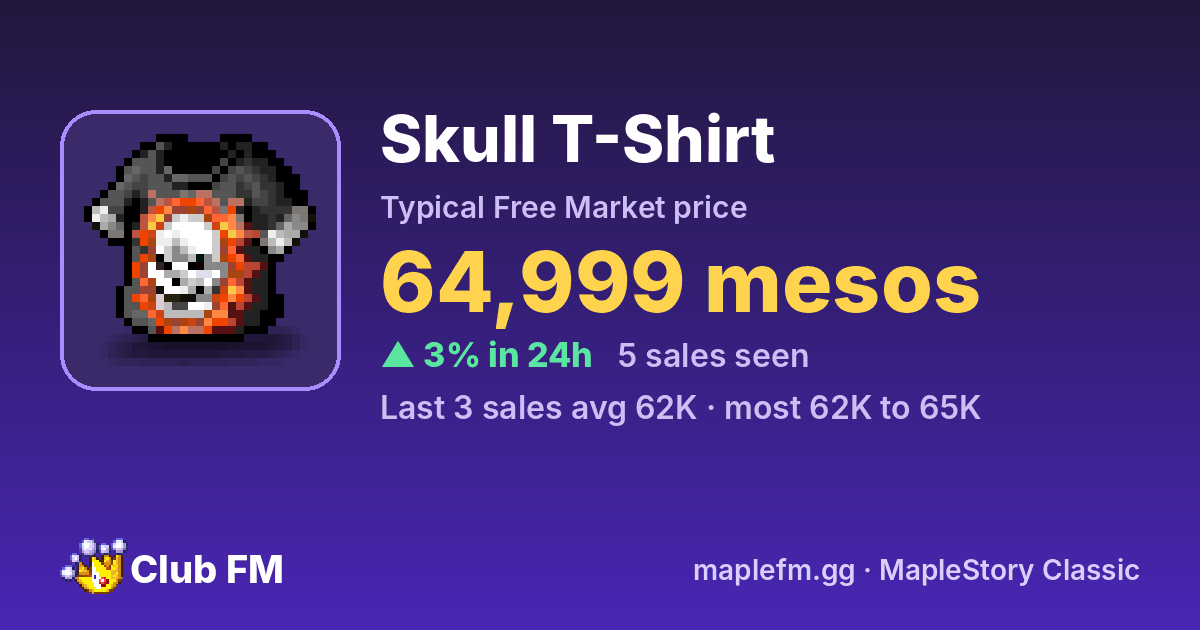 Skull T-Shirt
Typical Free Market price
64,999 mesos
▲ 3% in 24h 5 sales seen
Last 3 sales avg 62K · most 62K to 65K
Club FM
maplefm.gg · MapleStory Classic